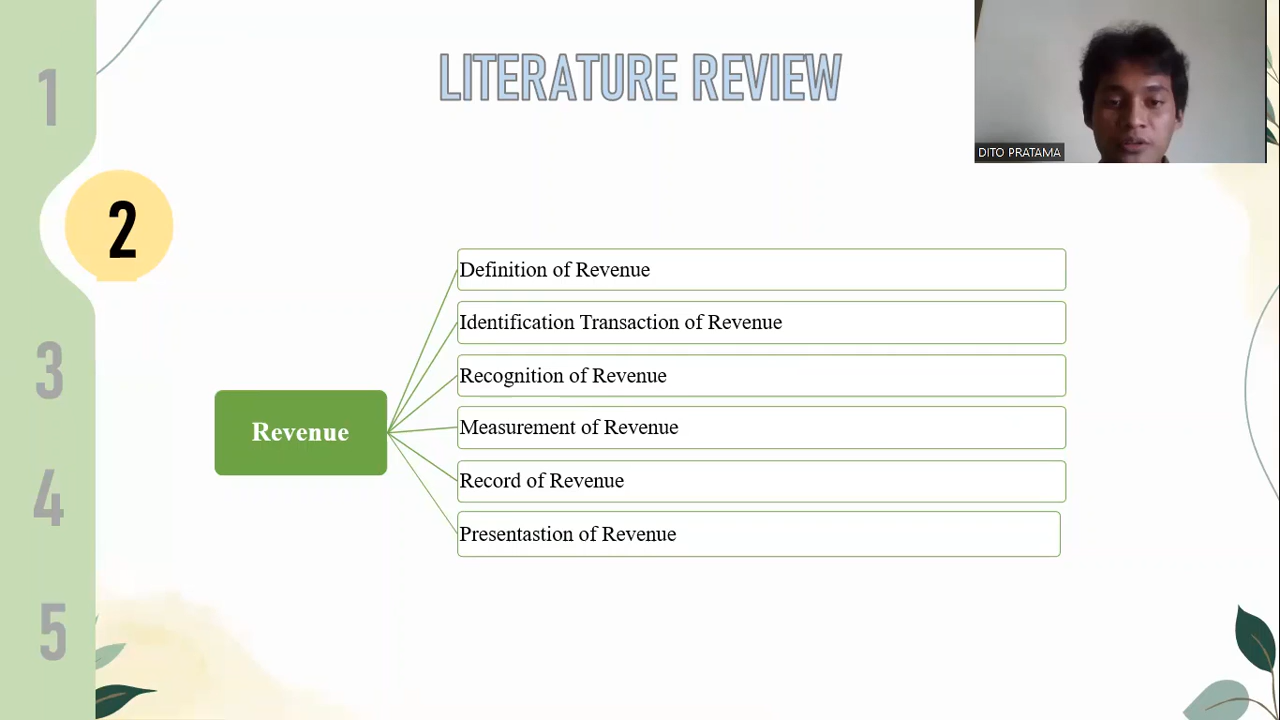 LITERATURE REVIEW
DITO PRATAMA
1
2
3
4
5
Revenue
Definition of Revenue
Identification Transaction of Revenue
Recognition of Revenue
Measurement of Revenue
Record of Revenue
Presentastion of Revenue